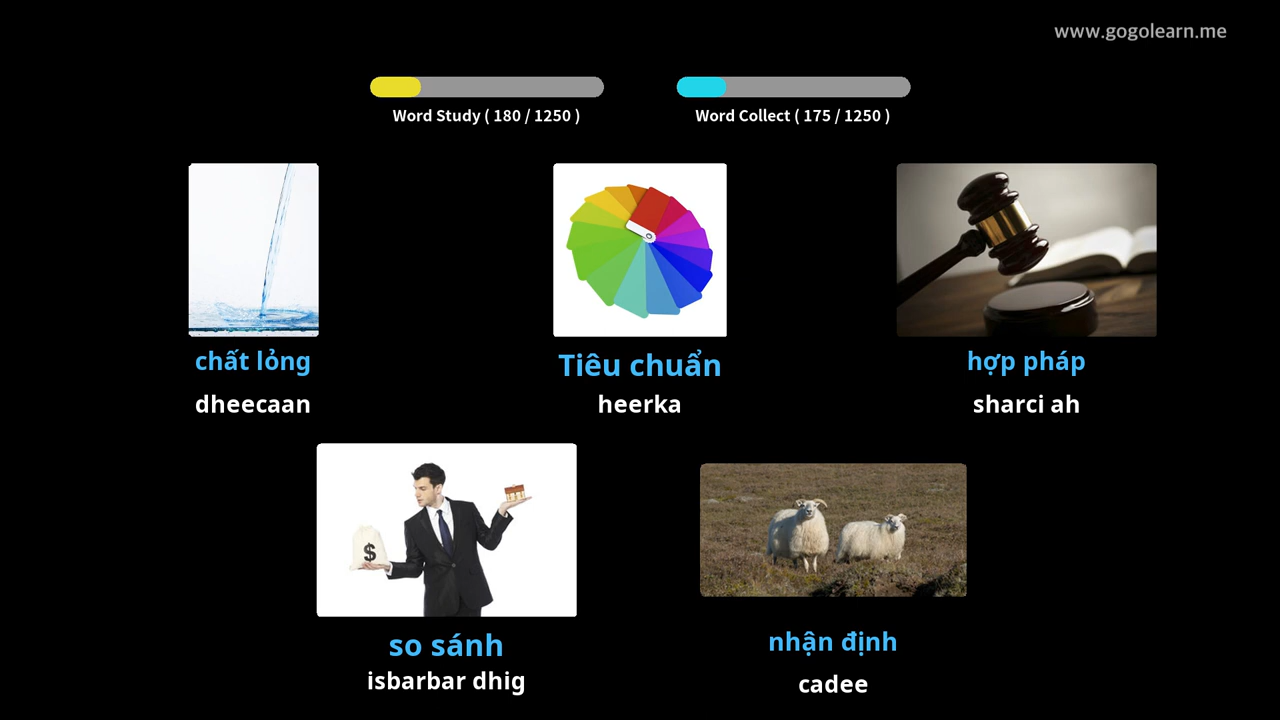 www.gogolearn.me
Word Study ( 180 / 1250 )
Word Collect ( 175 / 1250 )
chất lỏng
Tiêu chuẩn
hợp pháp
dheecaan
heerka
sharci ah
$
so sánh
nhận định
isbarbar dhig
cadee